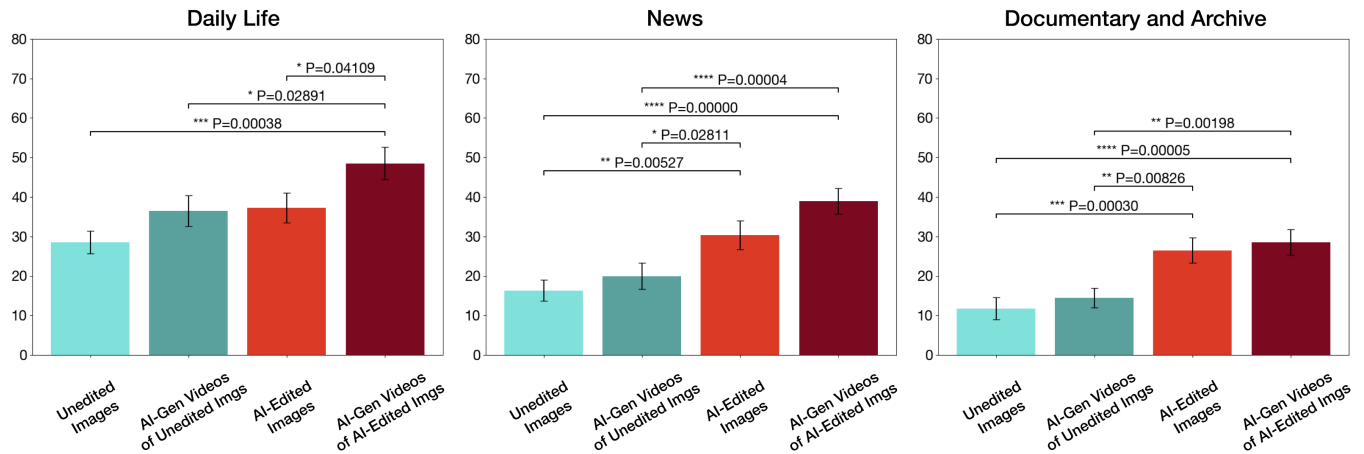 Daily Life
80
70
60
50
40
30
20
10
0
* P=0.04109
* P=0.02891
*** P=0.00038
Unedited
Images
AI-Gen Videos
of Unedited Imgs
AI-Edited
Images
AI-Gen Videos
of AI-Edited Imgs
News
80
70
60
50
40
30
20
10
0
**** P=0.00004
**** P=0.00000
* P=0.02811
** P=0.00527
Unedited
Images
AI-Gen Videos
of Unedited Imgs
AI-Edited
Images
AI-Gen Videos
of AI-Edited Imgs
Documentary and Archive
80
70
60
50
40
30
20
10
0
** P=0.00198
**** P=0.00005
** P=0.00826
*** P=0.00030
Unedited
Images
AI-Gen Videos
of Unedited Imgs
AI-Edited
Images
AI-Gen Videos
of AI-Edited Imgs